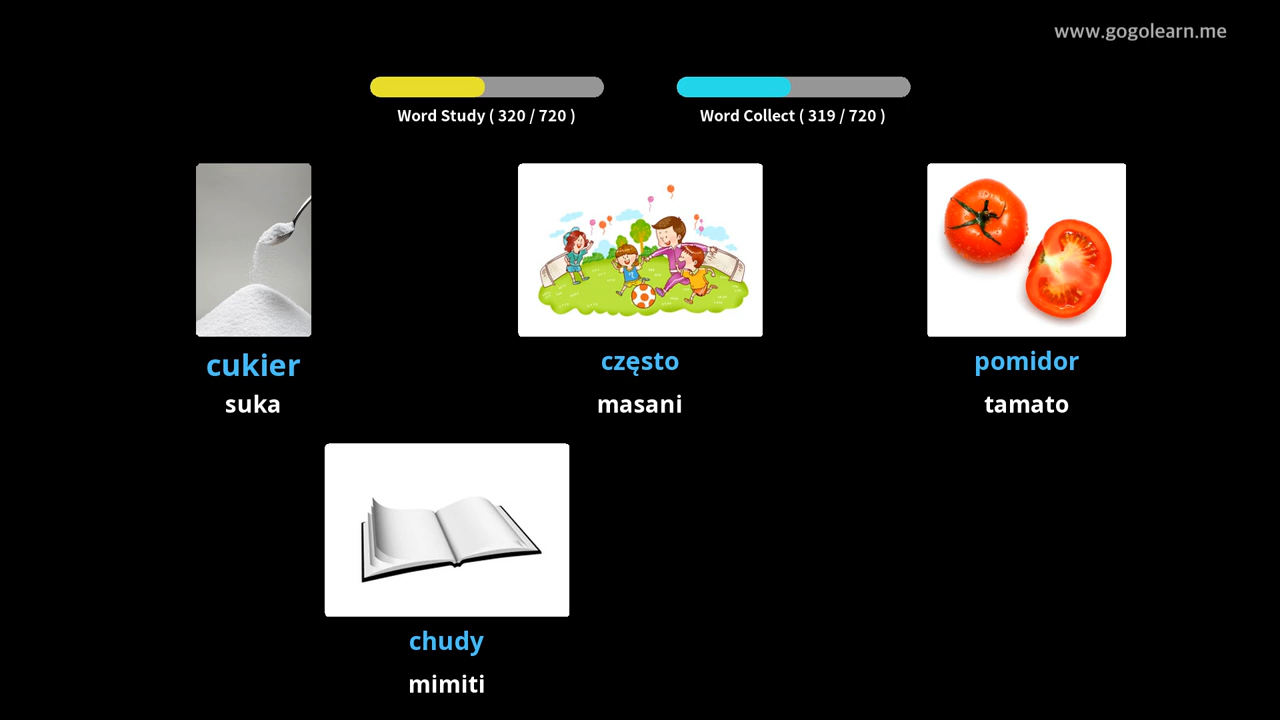 www.gogolearn.me
Word Study ( 320 / 720 )
Word Collect ( 319 / 720 )
cukier
suka
często
masani
pomidor
tamato
chudy
mimiti